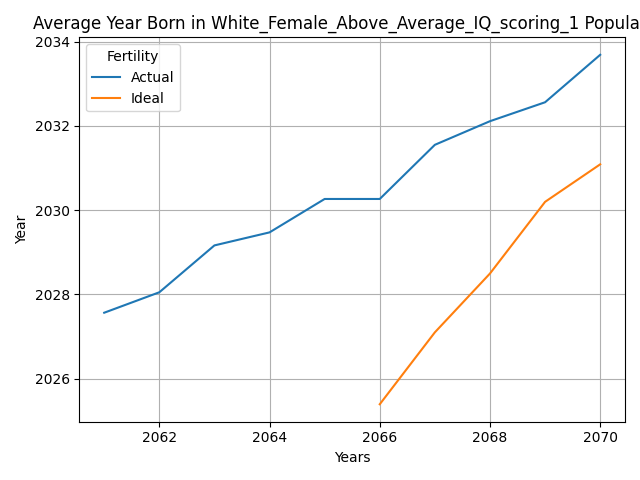 Average Year Born in White_Female_Above_Average_IQ_scoring_1 Popula
Fertility
Actual
Ideal
2034
2032
2030
2028
2026
Year
2062 2064 2066 2068 2070
Years